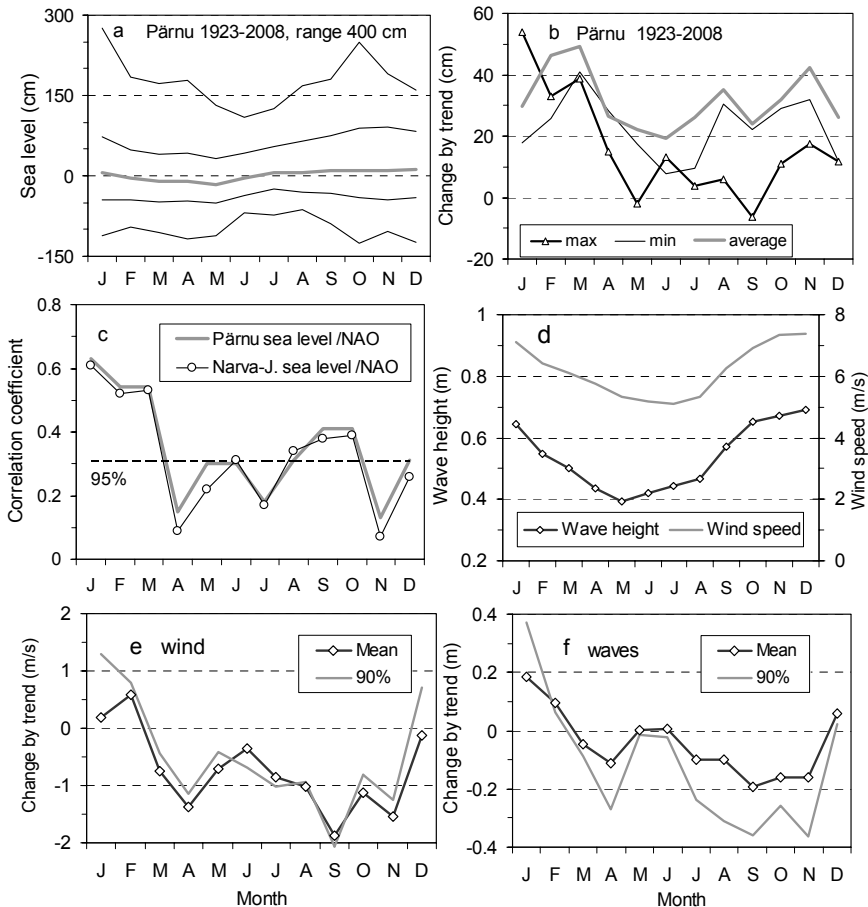 a Pärnu 1923-2008, range 400 cm
Sea level (cm)
300
150
0
-150
J F M A M J J A S O N D
b Pärnu 1923-2008
Change by trend (cm)
60
40
20
0
-20
max min average
J F M A M J J A S O N D
c
Pärnu sea level /NAO
Narva-J. sea level /NAO
Correlation coefficient
0.8
0.6
0.4
0.2
0
95%
J F M A M J J A S O N D
d
Wave height (m)
1
0.8
0.6
0.4
0.2
Wind speed (m/s)
8
6
4
2
0
Wave height Wind speed
J F M A M J J A S O N D
e wind
Mean
90%
Change by trend (m/s)
2
1
0
-1
-2
J F M A M J J A S O N D
Month
f waves
Mean
90%
Change by trend (m)
0.4
0.2
0
-0.2
-0.4
J F M A M J J A S O N D
Month